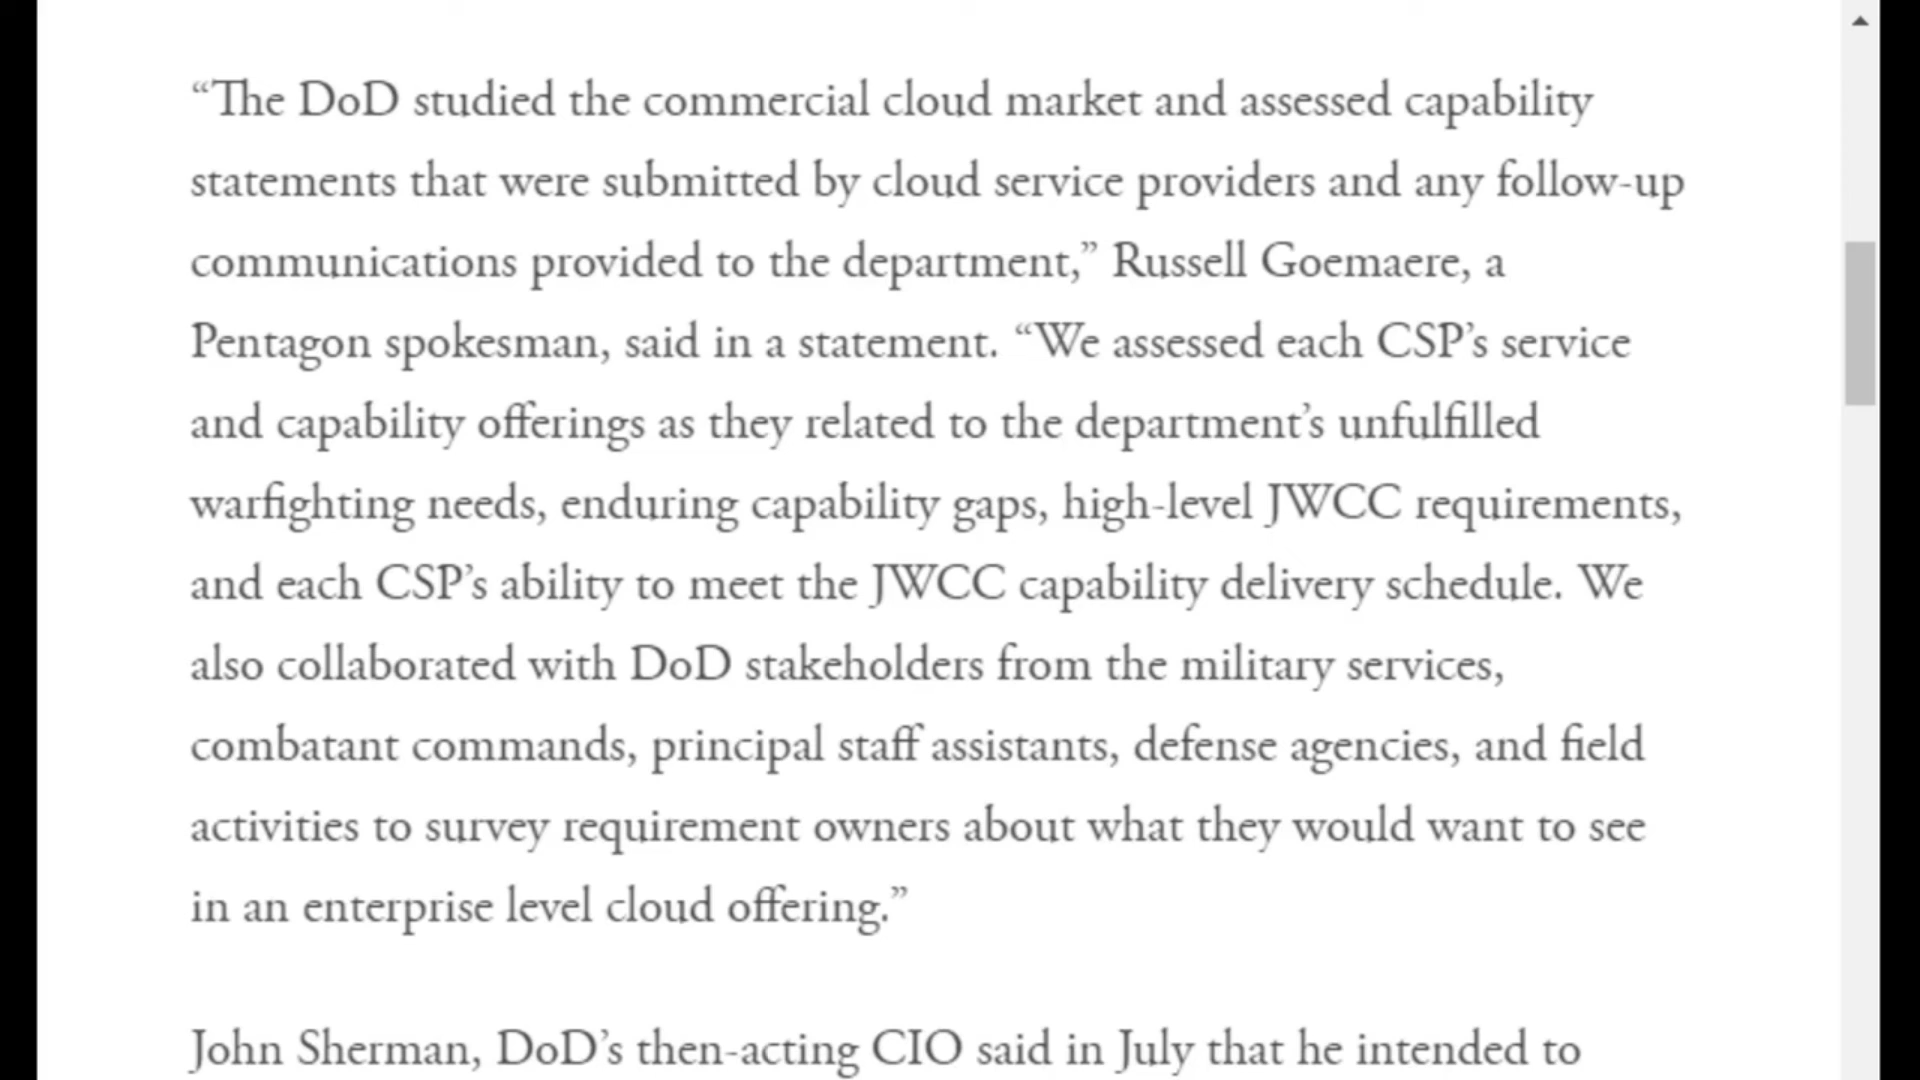 “The DoD studied the commercial cloud market and assessed capability
statements that were submitted by cloud service providers and any follow-up
communications provided to the department,” Russell Goemaere, a
Pentagon spokesman, said in a statement. “We assessed each CSP’s service
and capability offerings as they related to the department’s unfulfilled
warfighting needs, enduring capability gaps, high-level JWCC requirements,
and each CSP’s ability to meet the JWCC capability delivery schedule. We
also collaborated with DoD stakeholders from the military services,
combatant commands, principal staff assistants, defense agencies, and field
activities to survey requirement owners about what they would want to see
in an enterprise level cloud offering.”
John Sherman, DoD’s then-acting CIO said in July that he intended to